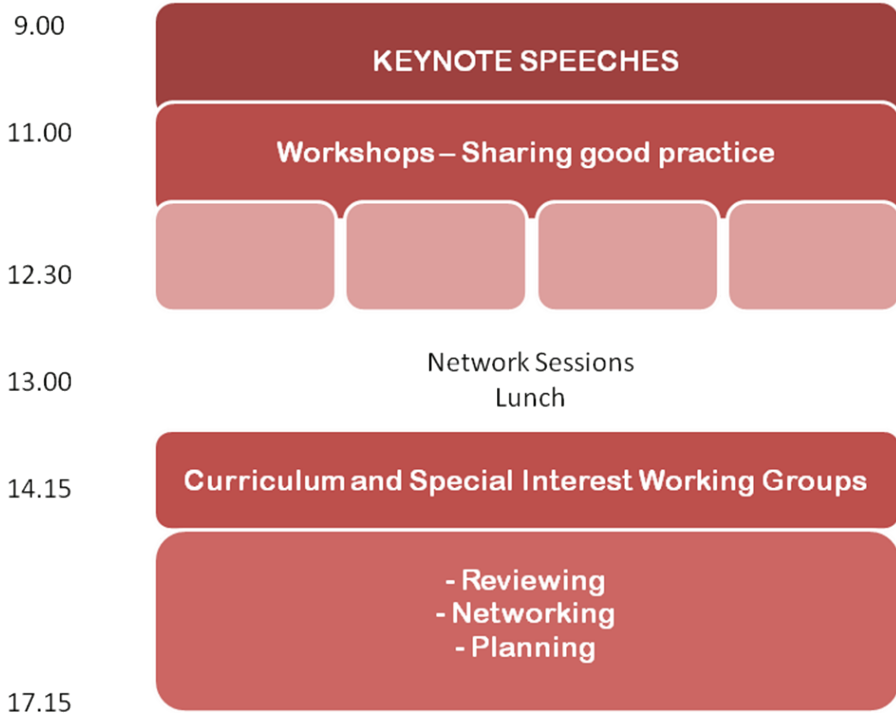 9.00
KEYNOTE SPEECHES
11.00
Workshops – Sharing good practice
12.30
Network Sessions
13.00
Lunch
14.15
Curriculum and Special Interest Working Groups
- Reviewing
- Networking
- Planning
17.15